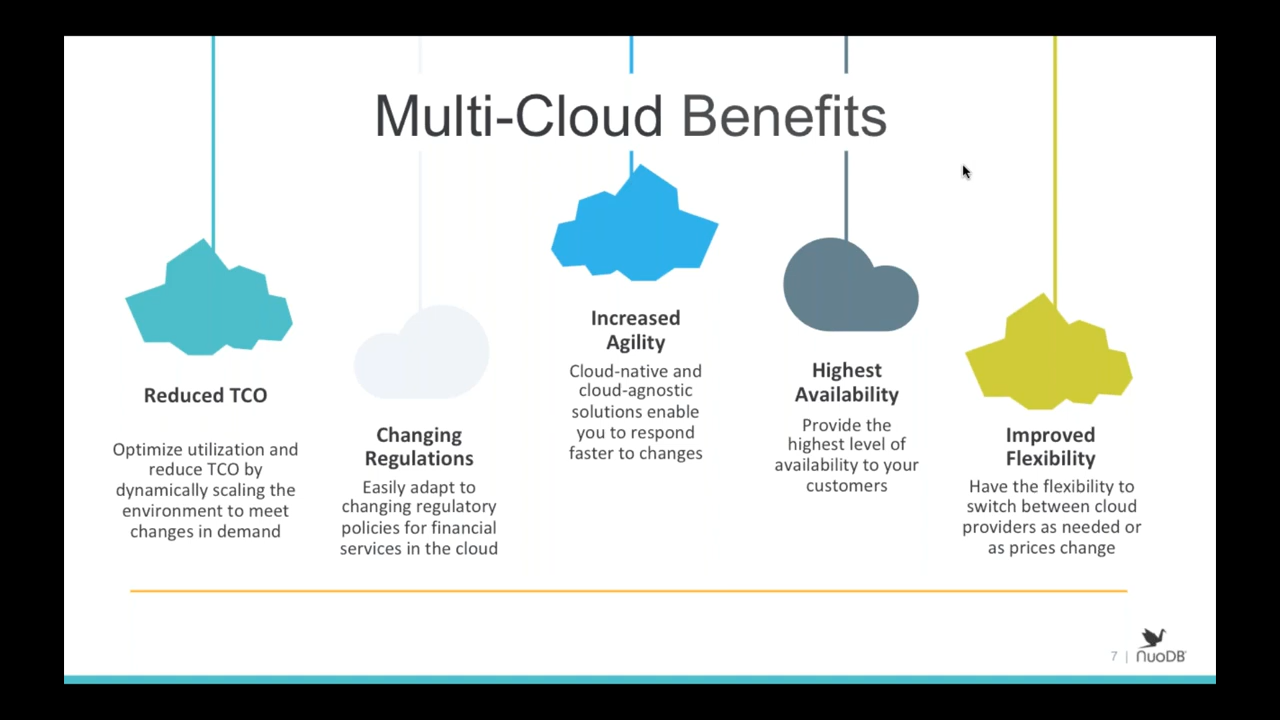 Multi-Cloud Benefits
Reduced TCO
Optimize utilization and
reduce TCO by
dynamically scaling the
environment to meet
changes in demand
Changing
Regulations
Easily adapt to
changing regulatory
policies for financial
services in the cloud
Increased
Agility
Cloud-native and
cloud-agnostic
solutions enable
you to respond
faster to changes
Highest
Availability
Provide the
highest level of
availability to your
customers
Improved
Flexibility
Have the flexibility to
switch between cloud
providers as needed or
as prices change
7 | NuoDB